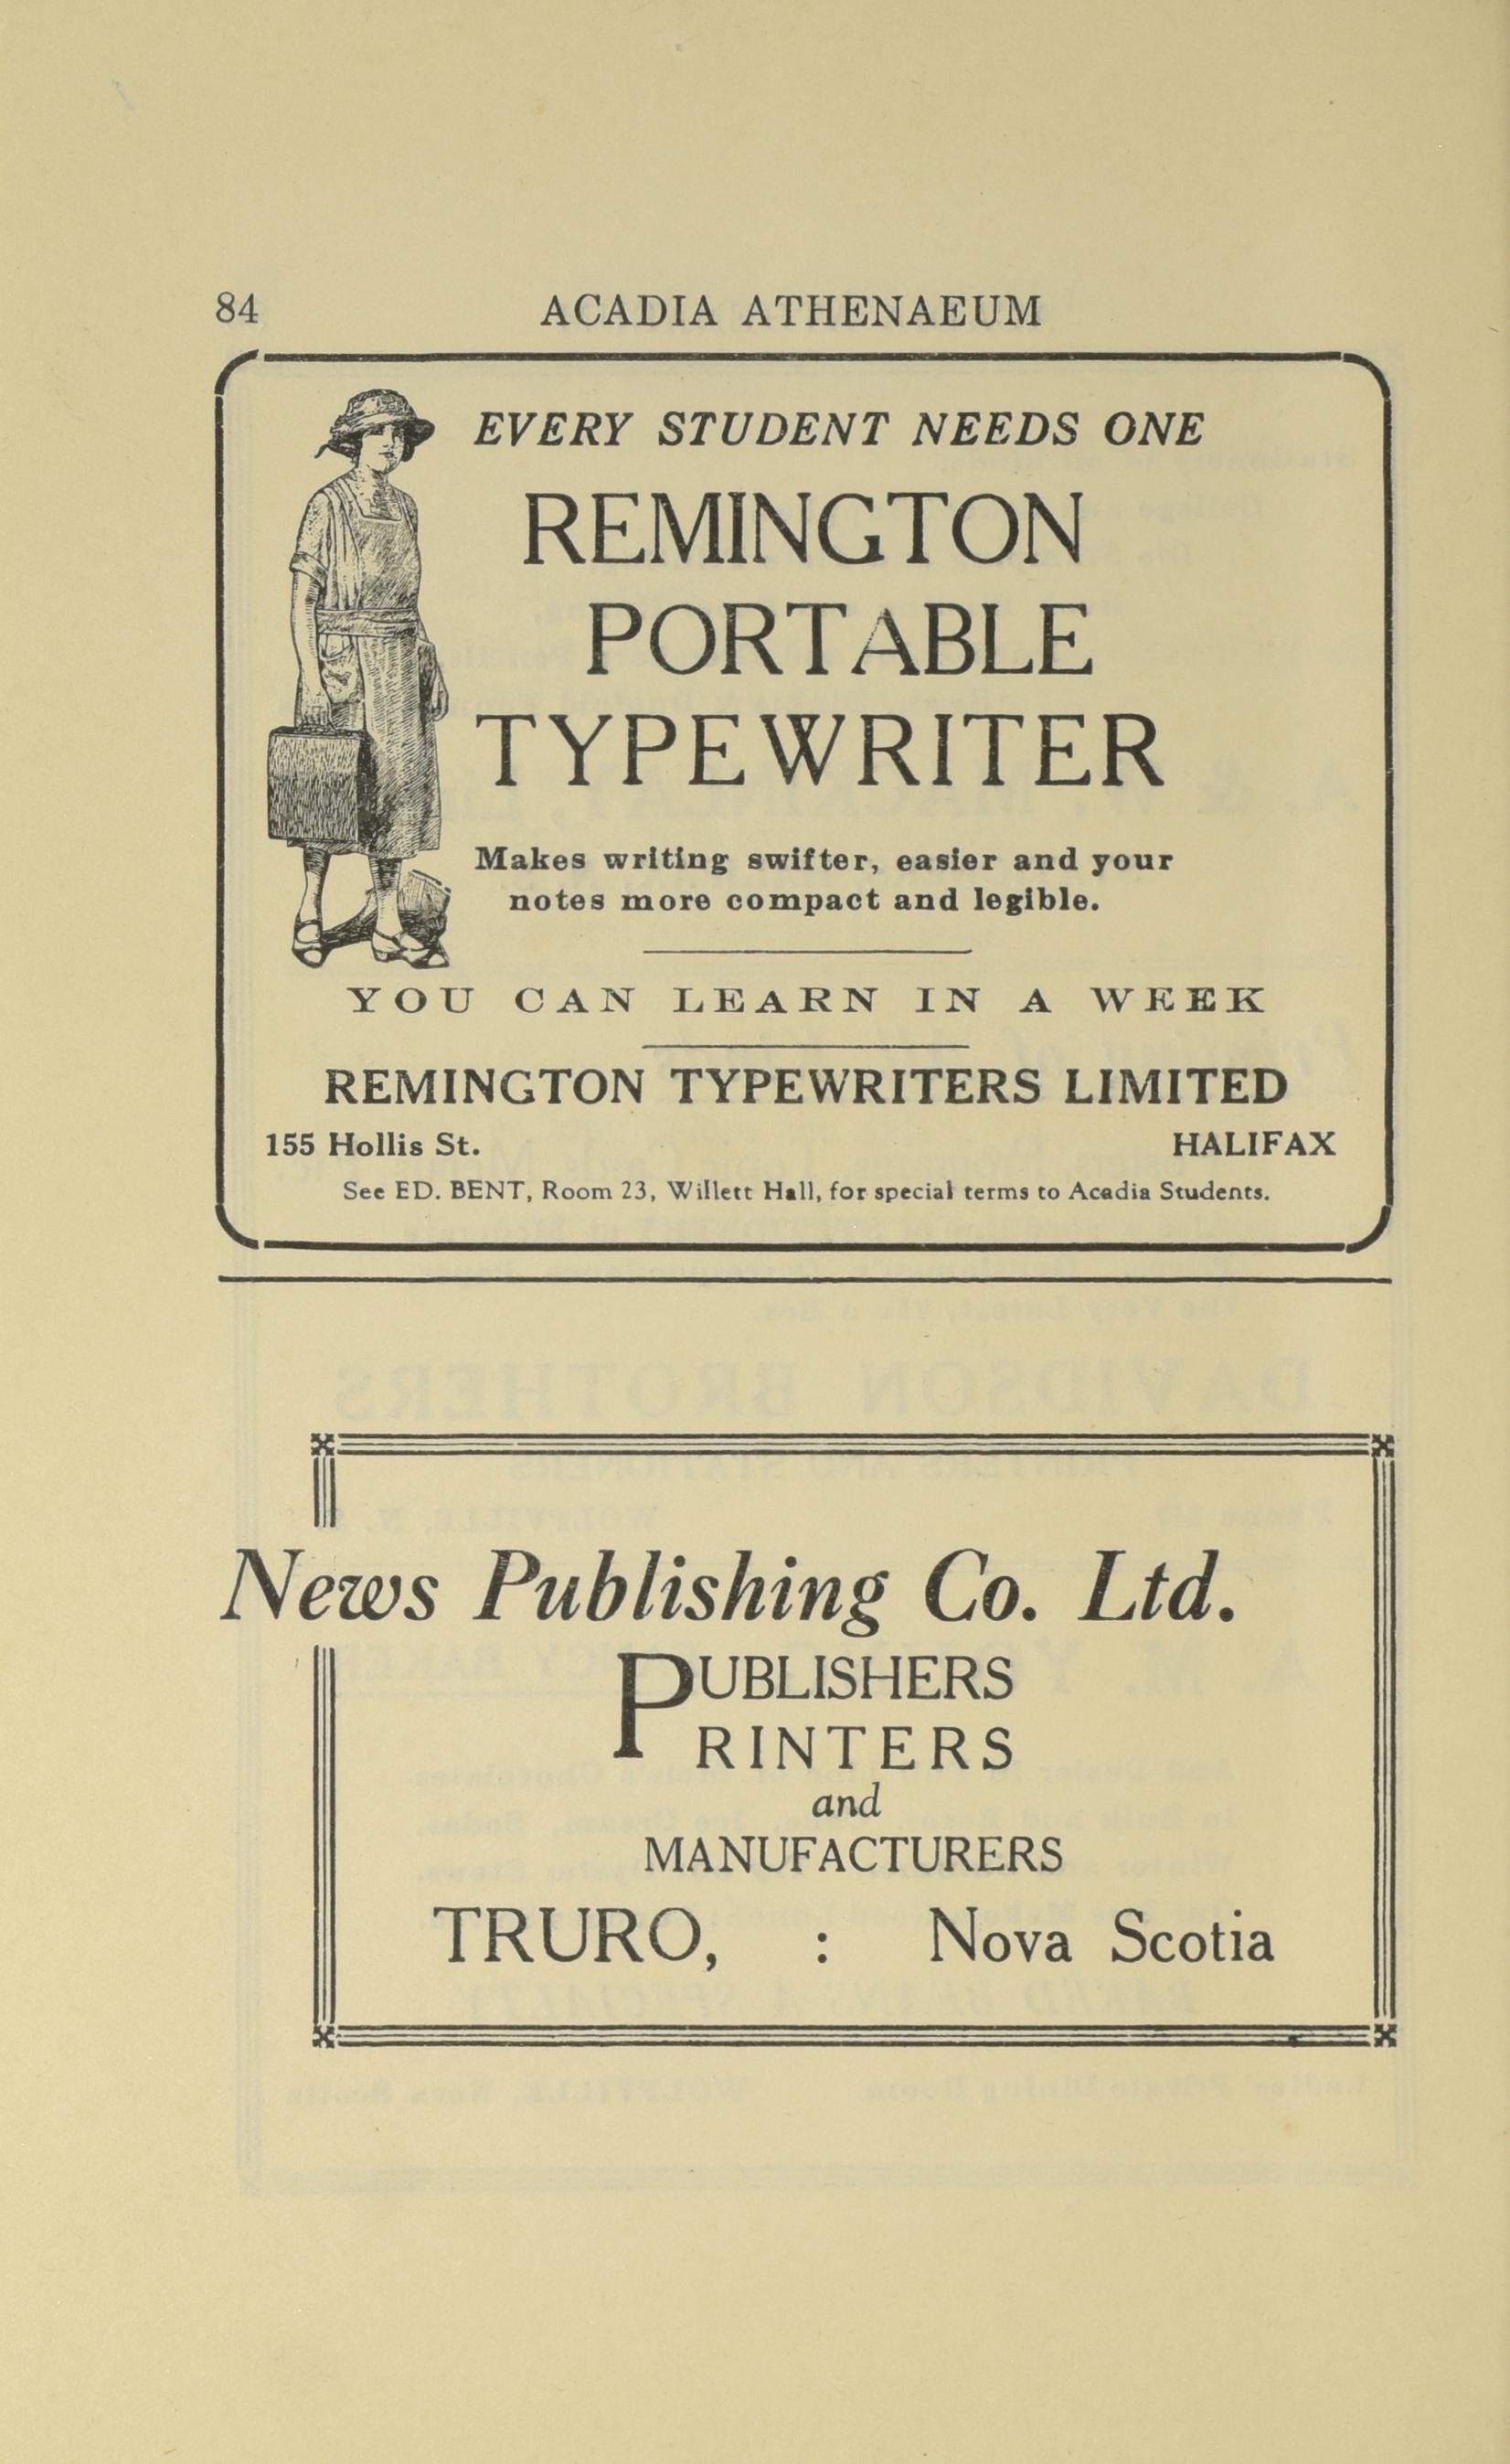 84 ACADIA ATHENAEUM
EVERY STUDENT NEEDS ONE
REMINGTON
PORTABLE
TYPEWRITER
Makes writing swifter, easier and your
notes more compact and legible.
YOU CAN LEARN IN A WEEK
REMINGTON TYPEWRITERS LIMITED
155 Hollis St. HALIFAX
See ED. BENT, Room 23, Willett Hall, for special terms to Acadia Students.
News Publishing Co. Ltd.
PUBLISHERS
PRINTERS
and
MANUFACTURERS
TRURO, : Nova Scotia